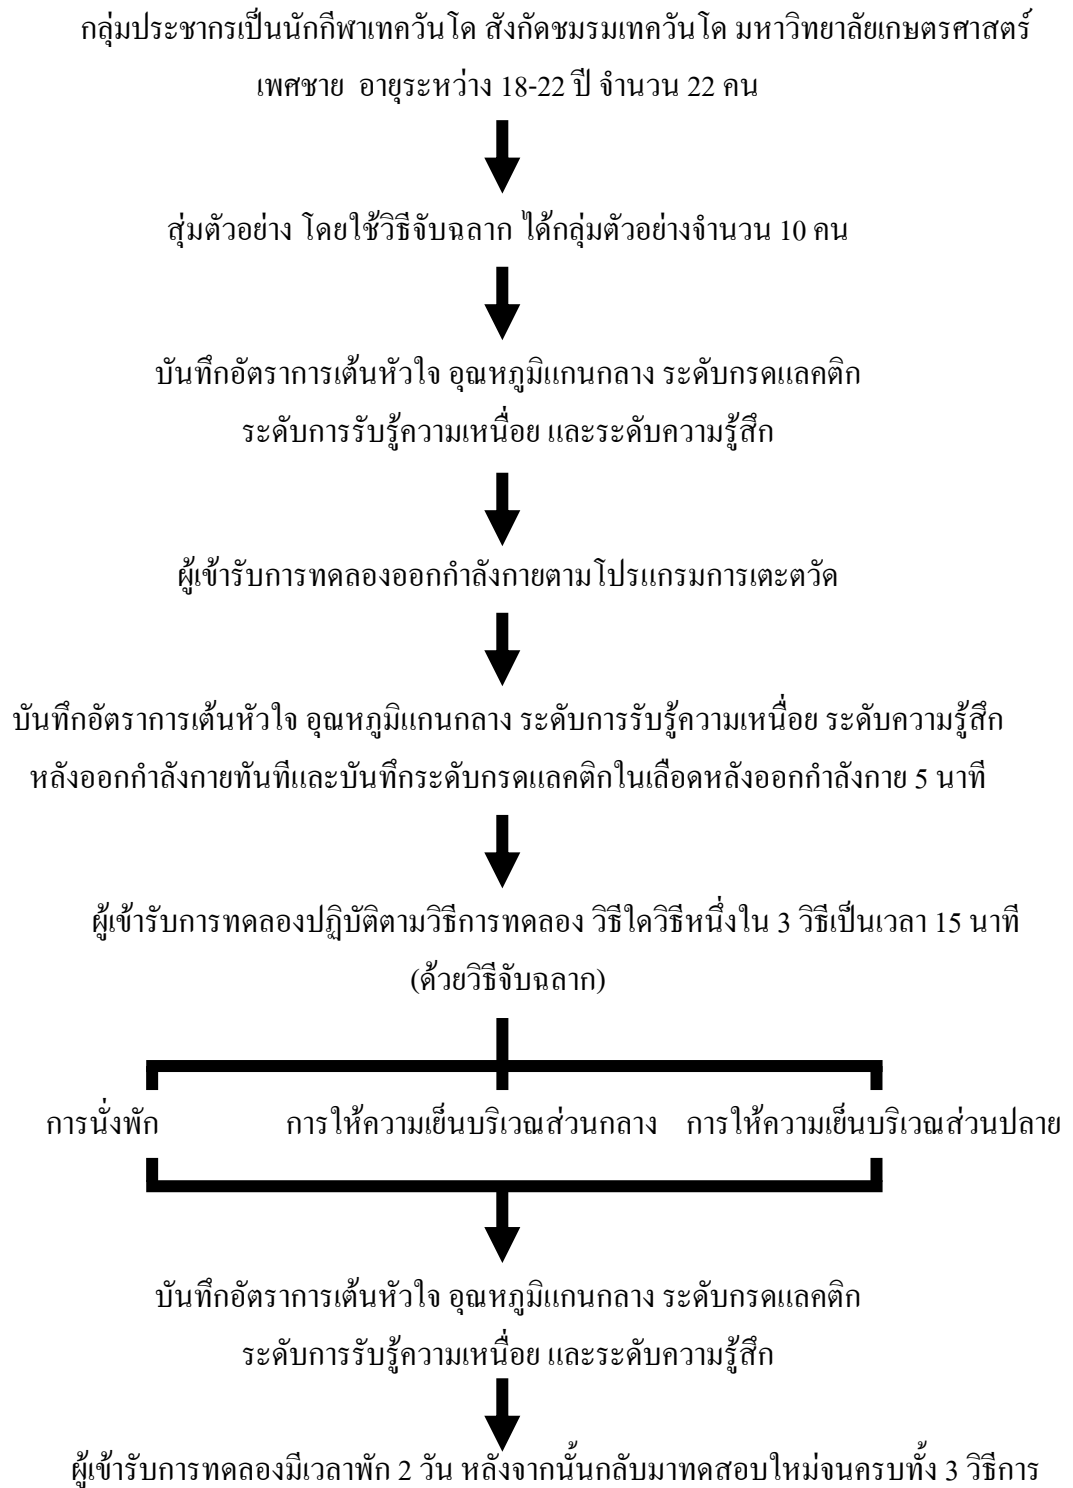 กลุ่มประชากรเป็นนักกีฬาเทควันโด สังกัดชมรมเทควันโด มหาวิทยาลัยเกษตรศาสตร์
เพศชาย อายุระหว่าง 18-22 ปี จำนวน 22 คน
สุ่มตัวอย่าง โดยใช้วิธีจับฉลาก ได้กลุ่มตัวอย่างจำนวน 10 คน
บันทึกอัตราการเต้นหัวใจ อุณหภูมิแกนกลาง ระดับกรดแลคติก
ระดับการรับรู้ความเหนื่อย และระดับความรู้สึก
ผู้เข้ารับการทดลองออกกำลังกายตามโปรแกรมการเตะตวัด
บันทึกอัตราการเต้นหัวใจ อุณหภูมิแกนกลาง ระดับการรับรู้ความเหนื่อย ระดับความรู้สึก
หลังออกกำลังกายทันทีและบันทึกระดับกรดแลคติกในเลือดหลังออกกำลังกาย 5 นาที
ผู้เข้ารับการทดลองปฏิบัติตามวิธีการทดลอง วิธีใดวิธีหนึ่งใน 3 วิธีเป็นเวลา 15 นาที
(ด้วยวิธีจับฉลาก)
การนั่งพัก การให้ความเย็นบริเวณส่วนกลาง การให้ความเย็นบริเวณส่วนปลาย
บันทึกอัตราการเต้นหัวใจ อุณหภูมิแกนกลาง ระดับกรดแลคติก
ระดับการรับรู้ความเหนื่อย และระดับความรู้สึก
ผู้เข้ารับการทดลองมีเวลาพัก 2 วัน หลังจากนั้นกลับมาทดสอบใหม่จนครบทั้ง 3 วิธีการ